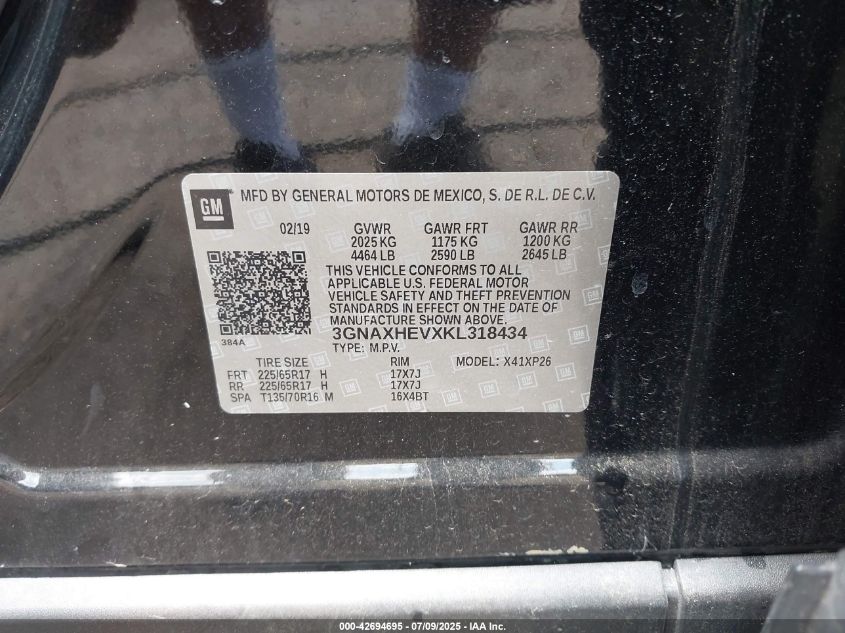 GM MFD BY GENERAL MOTORS DE MEXICO, S. DE R.L. DE C.V.
02/19 GVWR GAWR FRT GAWR RR
2025 KG 1175 KG 1200 KG
4464 LB 2590 LB 2645 LB
THIS VEHICLE CONFORMS TO ALL
APPLICABLE U.S. FEDERAL MOTOR
VEHICLE SAFETY AND THEFT PREVENTION
STANDARDS IN EFFECT ON THE DATE OF
MANUFACTURE SHOWN ABOVE.
3GNAXHEVXKL318434
384A TYPE: M.P.V.
TIRE SIZE RIM MODEL: X41XP26
FRT 225/65R17 H 17X7J
RR 225/65R17 H 17X7J
SPA T135/70R16 M 16X4BT
000-42694695 - 07/09/2025 - IAA Inc.